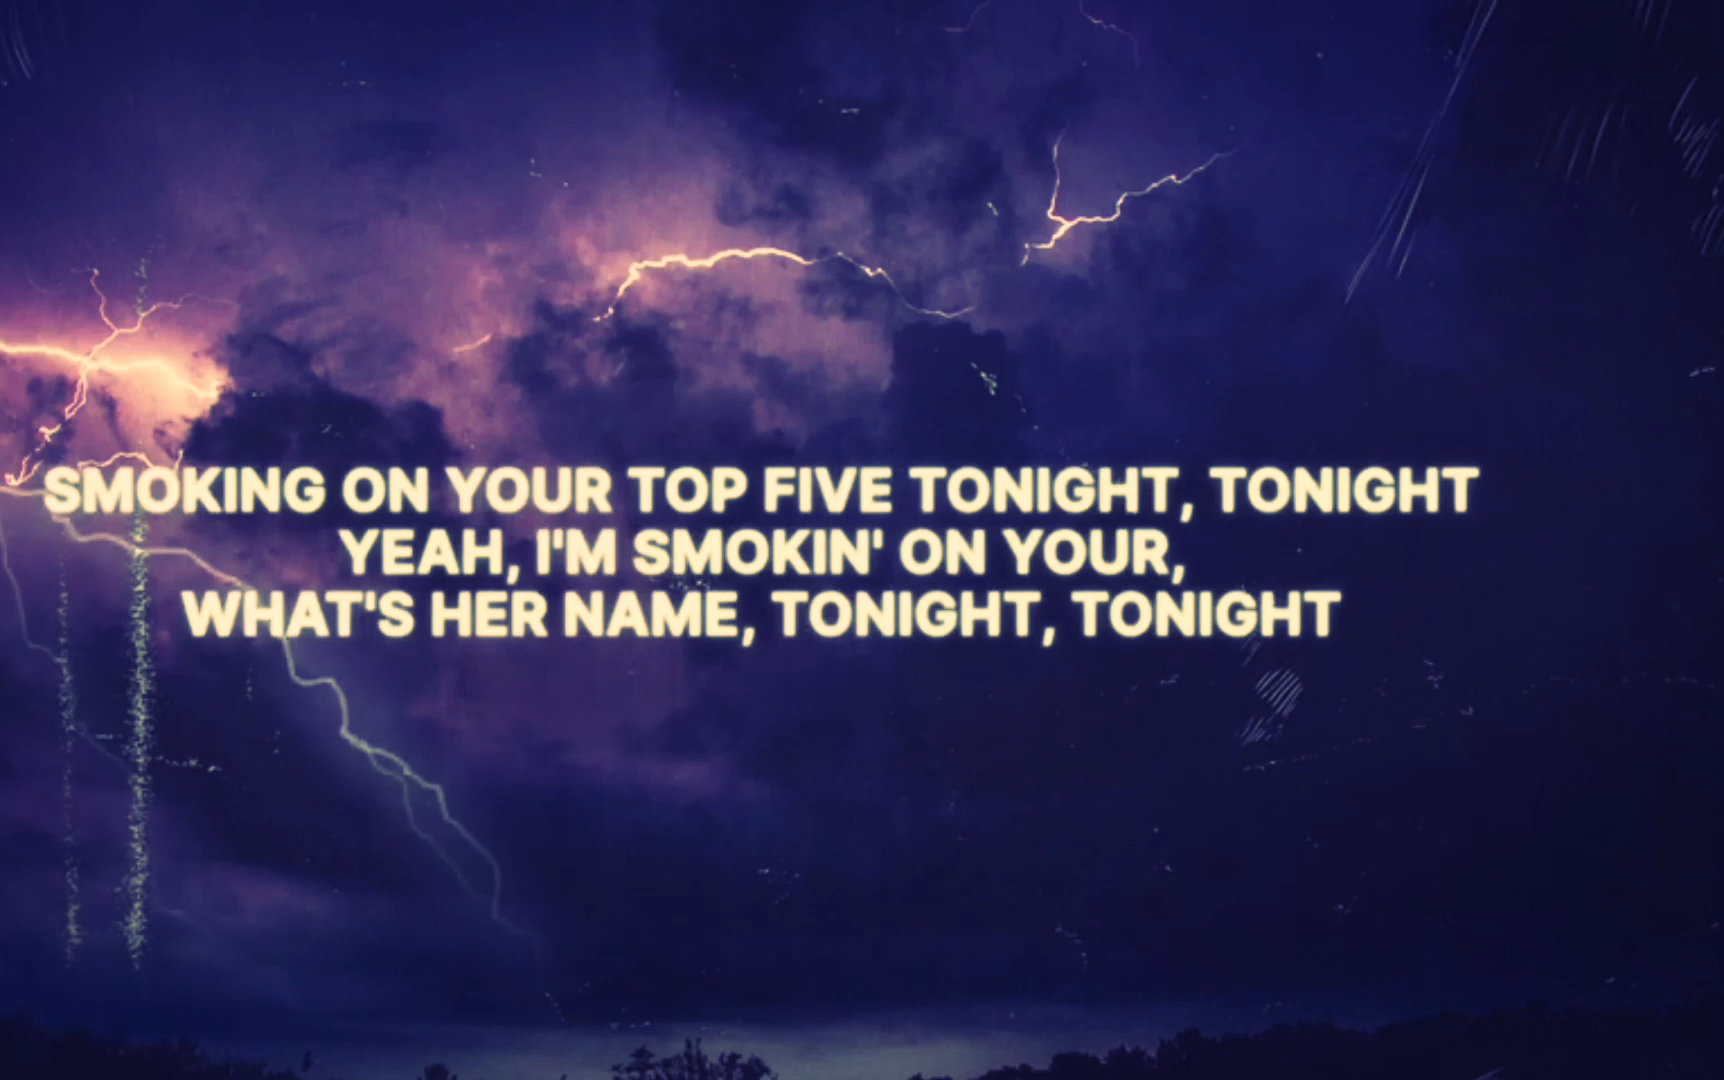 SMOKING ON YOUR TOP FIVE TONIGHT, TONIGHT
YEAH, I'M SMOKIN' ON YOUR,
WHAT'S HER NAME, TONIGHT, TONIGHT